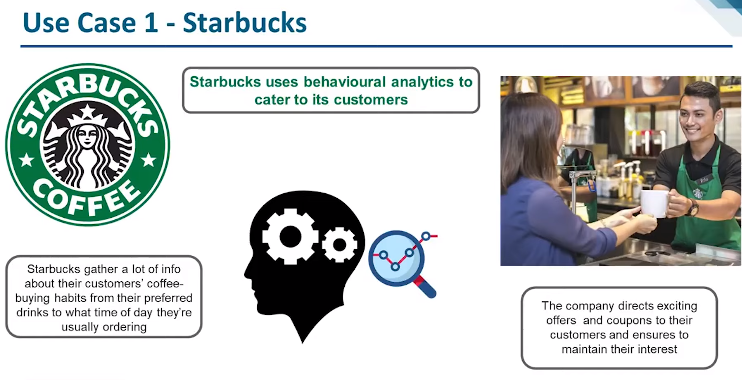 Use Case 1 - Starbucks
STARBUCKS
COFFEE
Starbucks uses behavioural analytics to
cater to its customers
Starbucks gather a lot of info
about their customers' coffee-
buying habits from their preferred
drinks to what time of day they're
usually ordering
The company directs exciting
offers and coupons to their
customers and ensures to
maintain their interest